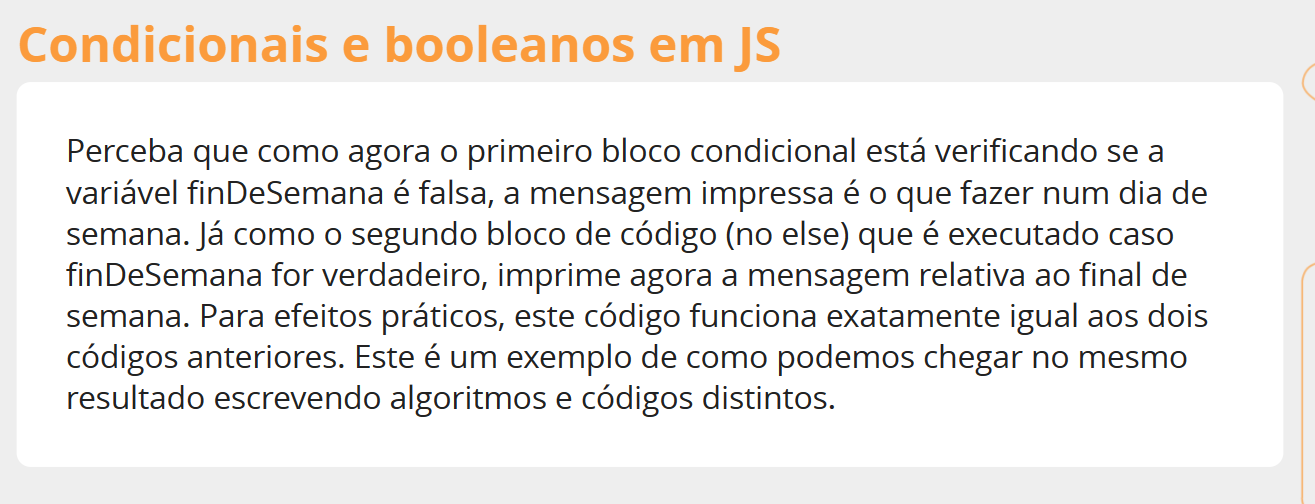 Condicionais e booleanos em JS
Perceba que como agora o primeiro bloco condicional está verificando se a
variável finDeSemana é falsa, a mensagem impressa é o que fazer num dia de
semana. Já como o segundo bloco de código (no else) que é executado caso
finDeSemana for verdadeiro, imprime agora a mensagem relativa ao final de
semana. Para efeitos práticos, este código funciona exatamente igual aos dois
códigos anteriores. Este é um exemplo de como podemos chegar no mesmo
resultado escrevendo algoritmos e códigos distintos.